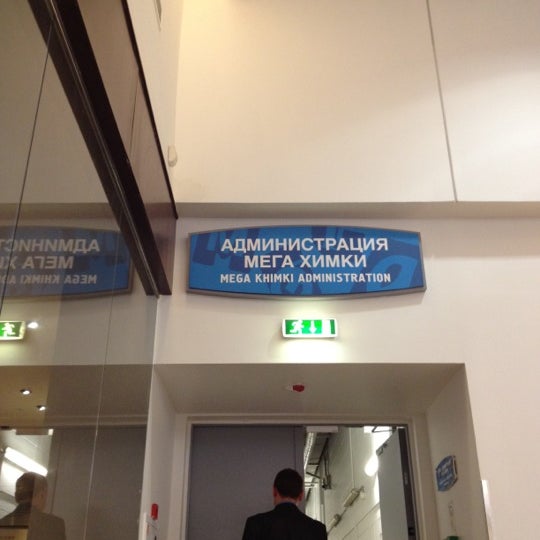 АДМИНИСТРАЦИЯ
МЕГА ХИМКИ
MEGA KHIMKI ADMINISTRATION